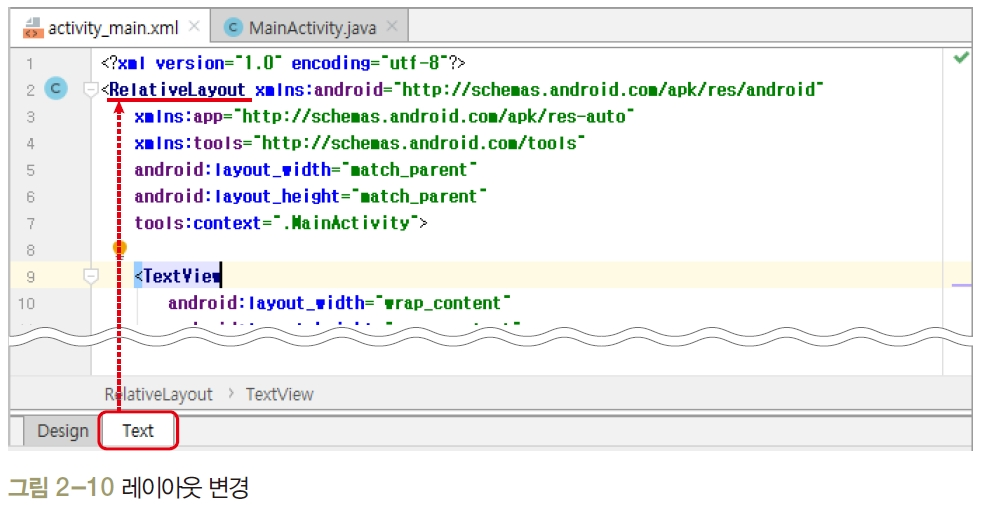 activity_main.xml MainActivity.java
1 <?xml version="1.0" encoding="utf-8"?>
2 C <RelativeLayout xmlns:android="http://schemas.android.com/apk/res/android"
3 xmlns:app="http://schemas.android.com/apk/res-auto"
4 xmlns:tools="http://schemas.android.com/tools"
5 android:layout_width="match_parent"
6 android:layout_height="match_parent"
7 tools:context=".MainActivity">
8
9 <TextView
10 android:layout_width="wrap_content"
RelativeLayout > TextView
Design Text
그림 2-10 레이아웃 변경